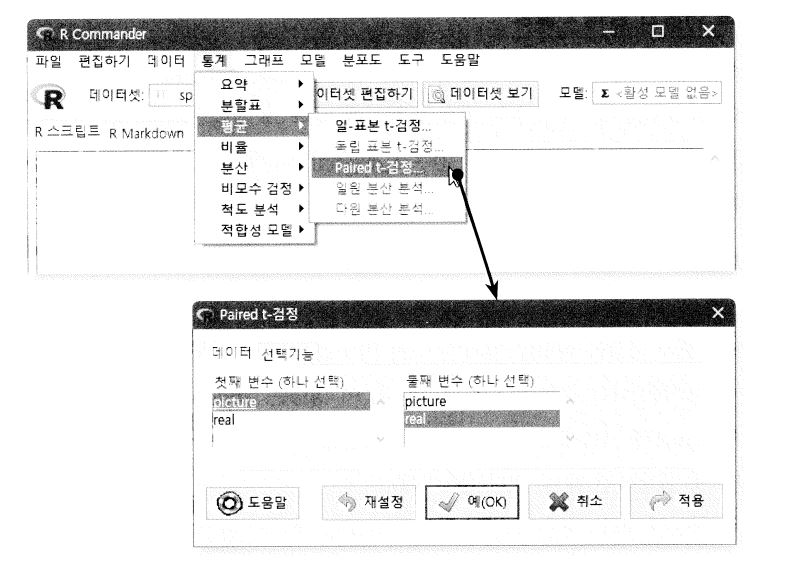 R Commander
파일 편집하기 데이터 통계 그래프 모델 분포도 도구 도움말
데이터셋: sp
이터셋 편집하기 데이터셋 보기 모델: Σ <활성 모델 없음>
R 스크립트 R Markdown
요약
분할표
평균
비율
분산
비모수 검정
척도 분석
적합성 모델
일-표본 t-검정...
독립 표본 t-검정...
Paired t-검정...
일원 분산 분석...
다원 분산 분석...
Paired t-검정
데이터 선택기능
첫째 변수 (하나 선택) 둘째 변수 (하나 선택)
picture picture
real real
도움말 재설정 예(OK) 취소 적용